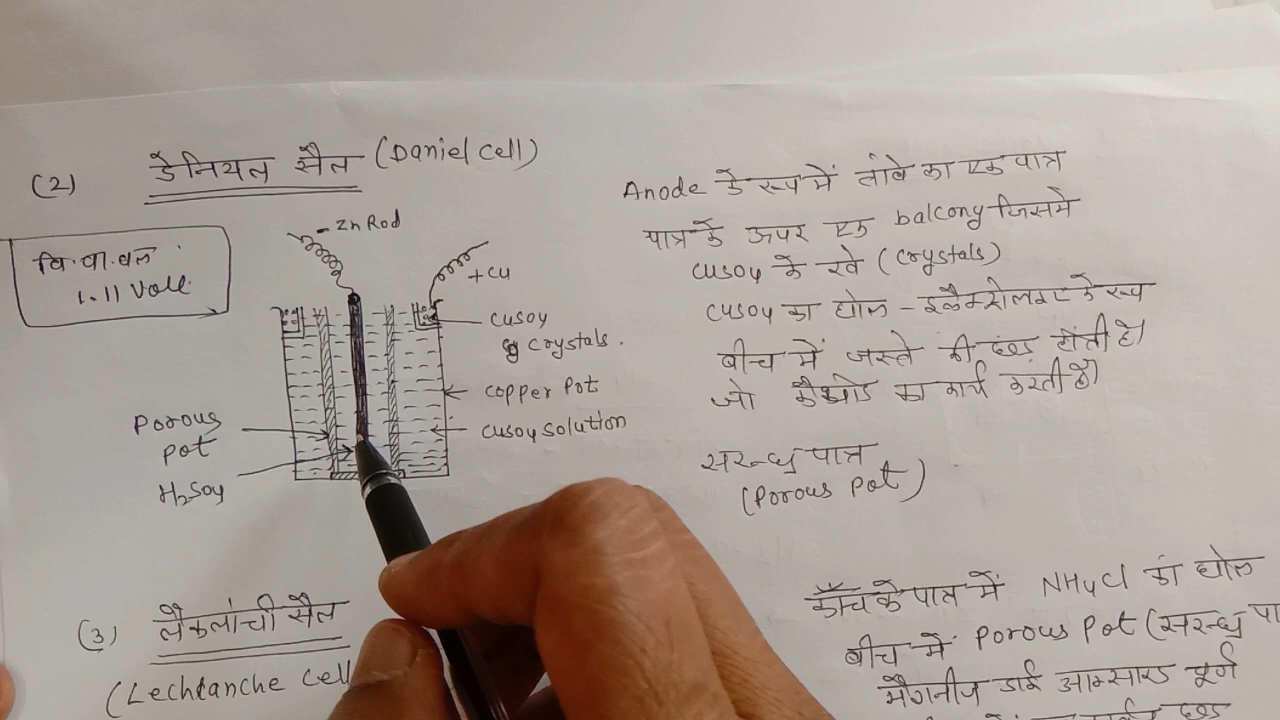 (2) डेनियल सैल (Daniel cell)
वि.वा.बल
1.11 Volt
- Zn Rod
+ Cu
CuSO4
Crystals.
Copper Pot
CuSO4 Solution
Porous
Pot
H2SO4
Anode के रूप में तांबे का एक पात्र
पात्र के ऊपर एक balcony जिसमे
CuSO4 के रवे (Crystals)
CuSO4 का घोल - इलैक्ट्रोलाइट के रूप
बीच में जस्ते की छड़ होती है।
जो कैथोड का कार्य करती है।
सरन्ध्र पात्र
(Porous Pot)
(3) लैकलांची सैल
(Lechtanche Cell
काँच के पात्र में NH4Cl का घोल
बीच में Porous Pot (सरन्ध्र पा
मैगनीज डाई आक्साइड चूर्ण
छड़